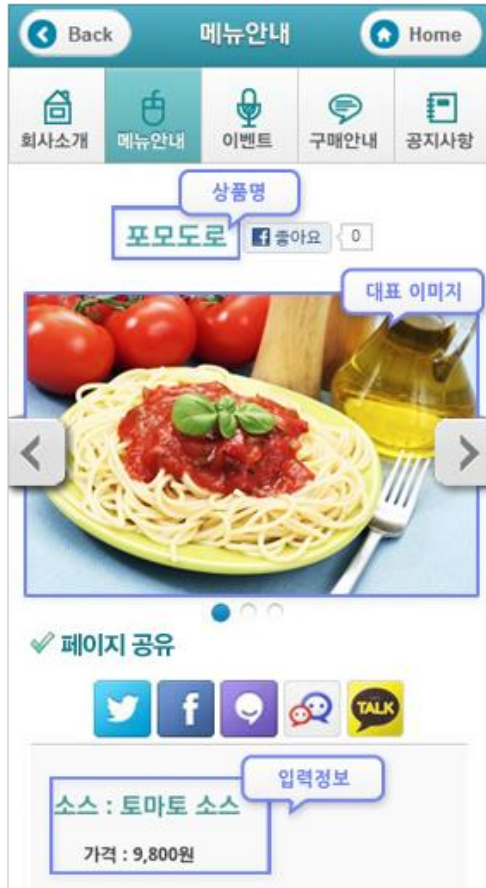 Back 메뉴안내 Home
회사소개 메뉴안내 이벤트 구매안내 공지사항
상품명
포모도로 좋아요 0
대표 이미지
페이지 공유
TALK
입력정보
소스 : 토마토 소스
가격 : 9,800원